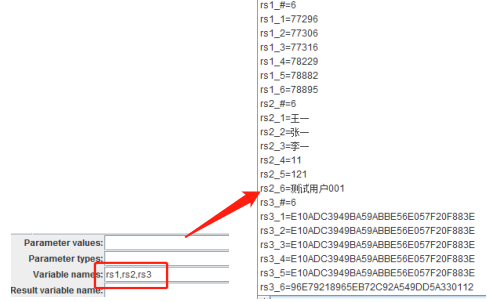 rs1_#=6
rs1_1=77296
rs1_2=77306
rs1_3=77316
rs1_4=78229
rs1_5=78882
rs1_6=78895
rs2_#=6
rs2_1=王一
rs2_2=张一
rs2_3=李一
rs2_4=11
rs2_5=121
rs2_6=测试用户001
rs3_#=6
rs3_1=E10ADC3949BA59ABBE56E057F20F883E
rs3_2=E10ADC3949BA59ABBE56E057F20F883E
rs3_3=E10ADC3949BA59ABBE56E057F20F883E
rs3_4=E10ADC3949BA59ABBE56E057F20F883E
rs3_5=E10ADC3949BA59ABBE56E057F20F883E
rs3_6=96E79218965EB72C92A549DD5A330112
Parameter values:
Parameter types:
Variable names: rs1,rs2,rs3
Result variable name: